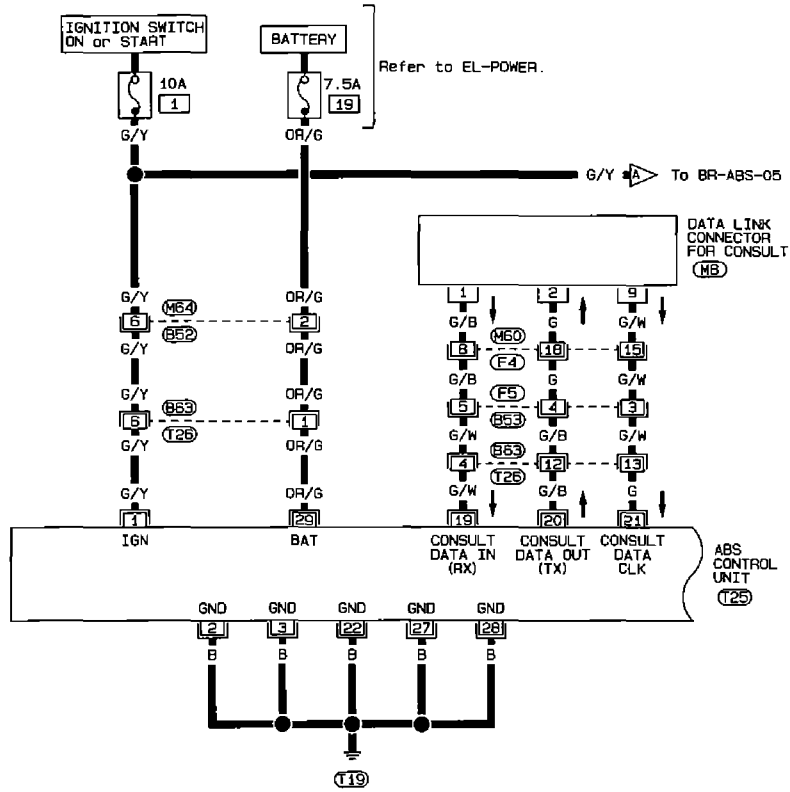 IGNITION SWITCH
ON or START
BATTERY
Refer to EL-POWER.
10A
1
7.5A
19
G/Y
OR/G
G/Y
A
To BR-ABS-05
DATA LINK
CONNECTOR
FOR CONSULT
M8
1 2 9
G/Y OR/G
M64
6 2
B52
G/Y OR/G
G/B G G/W
M60
8 18 15
F4
G/B G G/W
G/Y OR/G
B63
6 1
T26
G/Y OR/G
F5
5 4 3
B53
G/W G/B G/W
B63
4 12 13
T26
G/Y OR/G
G/W G/B G
1 29 19 20 21
IGN
BAT
CONSULT
DATA IN
(RX)
CONSULT
DATA OUT
(TX)
CONSULT
DATA
CLK
ABS
CONTROL
UNIT
T25
GND GND GND GND GND
2 3 22 27 28
B B B B B
T19